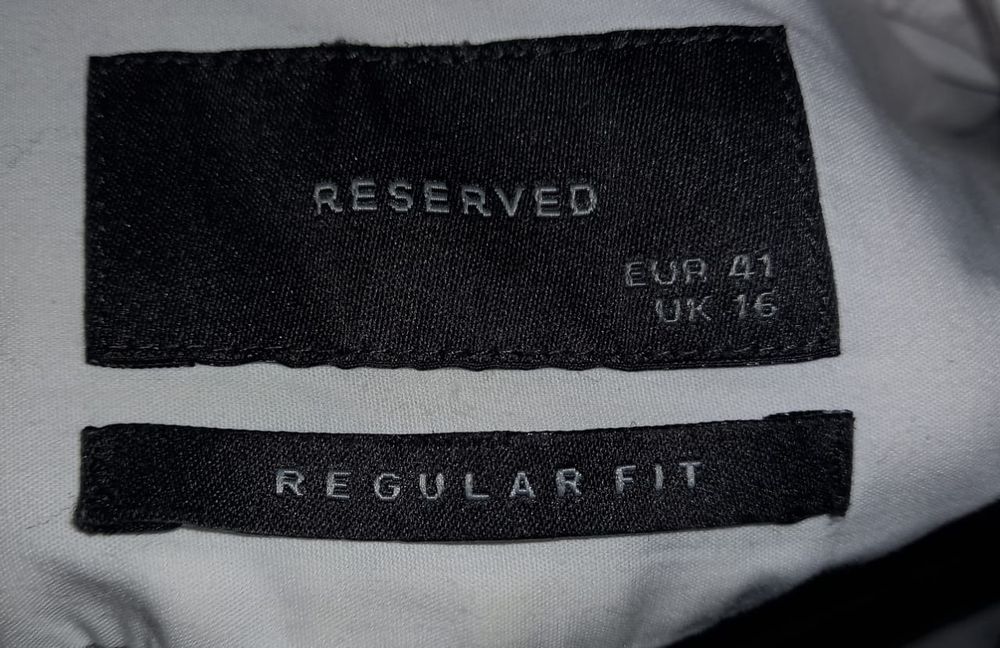 RESERVED
EUR 41
UK 16
REGULAR FIT